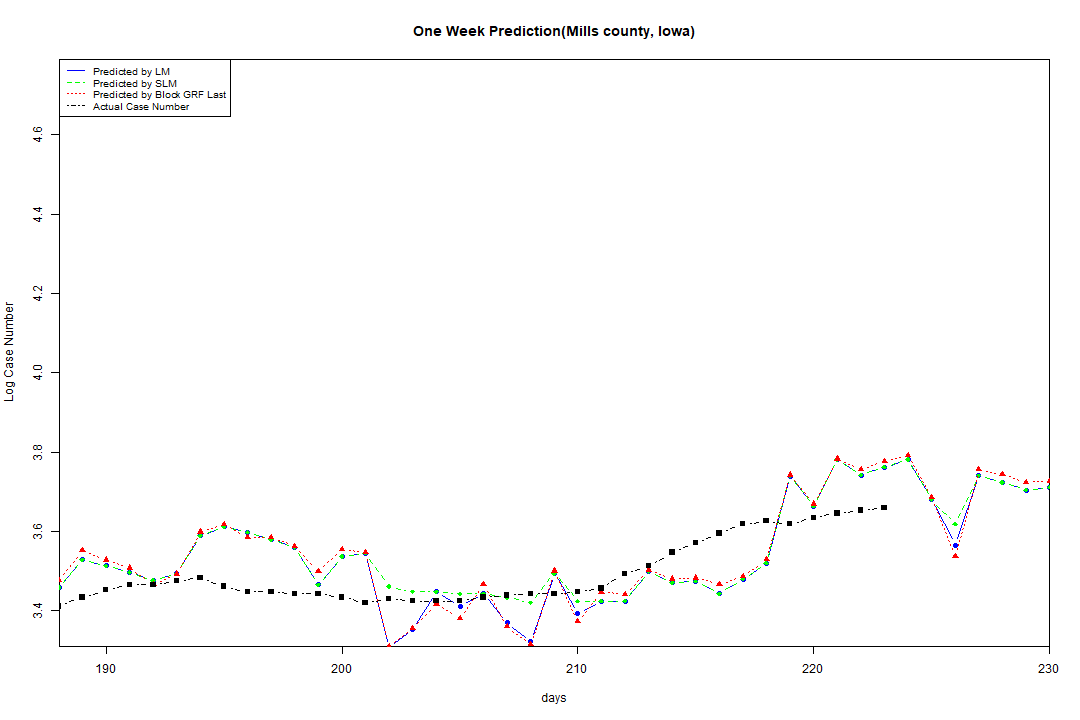 One Week Prediction(Mills county, Iowa)
Predicted by LM
Predicted by SLM
Predicted by Block GRF Last
Actual Case Number
4.6
4.4
4.2
4.0
3.8
3.6
3.4
Log Case Number
190 200 210 220 230
days